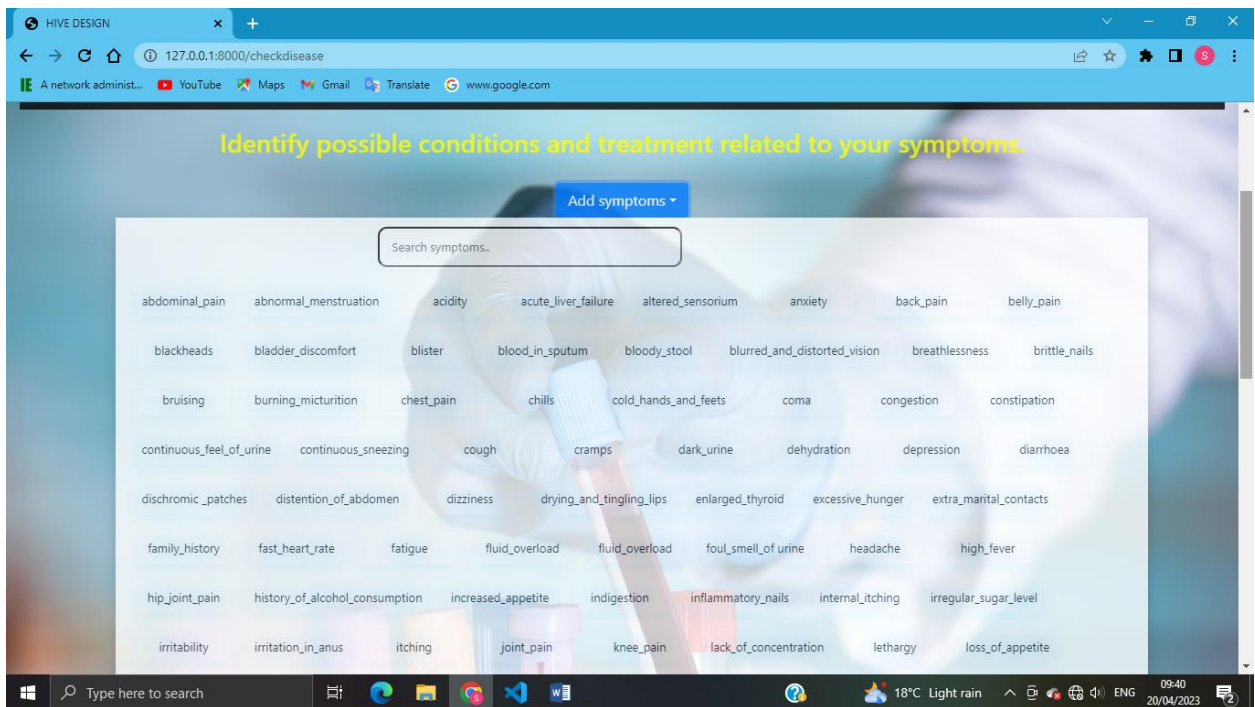 HIVE DESIGN
127.0.0.1:8000/checkdisease
S
IE A network administ... YouTube Maps Gmail Translate www.google.com
Identify possible conditions and treatment related to your symptoms.
Add symptoms
Search symptoms..
abdominal_pain abnormal_menstruation acidity acute_liver_failure altered_sensorium anxiety back_pain belly_pain
blackheads bladder_discomfort blister blood_in_sputum bloody_stool blurred_and_distorted_vision breathlessness brittle_nails
bruising burning_micturition chest_pain chills cold_hands_and_feets coma congestion constipation
continuous_feel_of_urine continuous_sneezing cough cramps dark_urine dehydration depression diarrhoea
dischromic _patches distention_of_abdomen dizziness drying_and_tingling_lips enlarged_thyroid excessive_hunger extra_marital_contacts
family_history fast_heart_rate fatigue fluid_overload fluid_overload foul_smell_of urine headache high_fever
hip_joint_pain history_of_alcohol_consumption increased_appetite indigestion inflammatory_nails internal_itching irregular_sugar_level
irritability irritation_in_anus itching joint_pain knee_pain lack_of_concentration lethargy loss_of_appetite
Type here to search
18°C Light rain ENG 09:40
20/04/2023 2